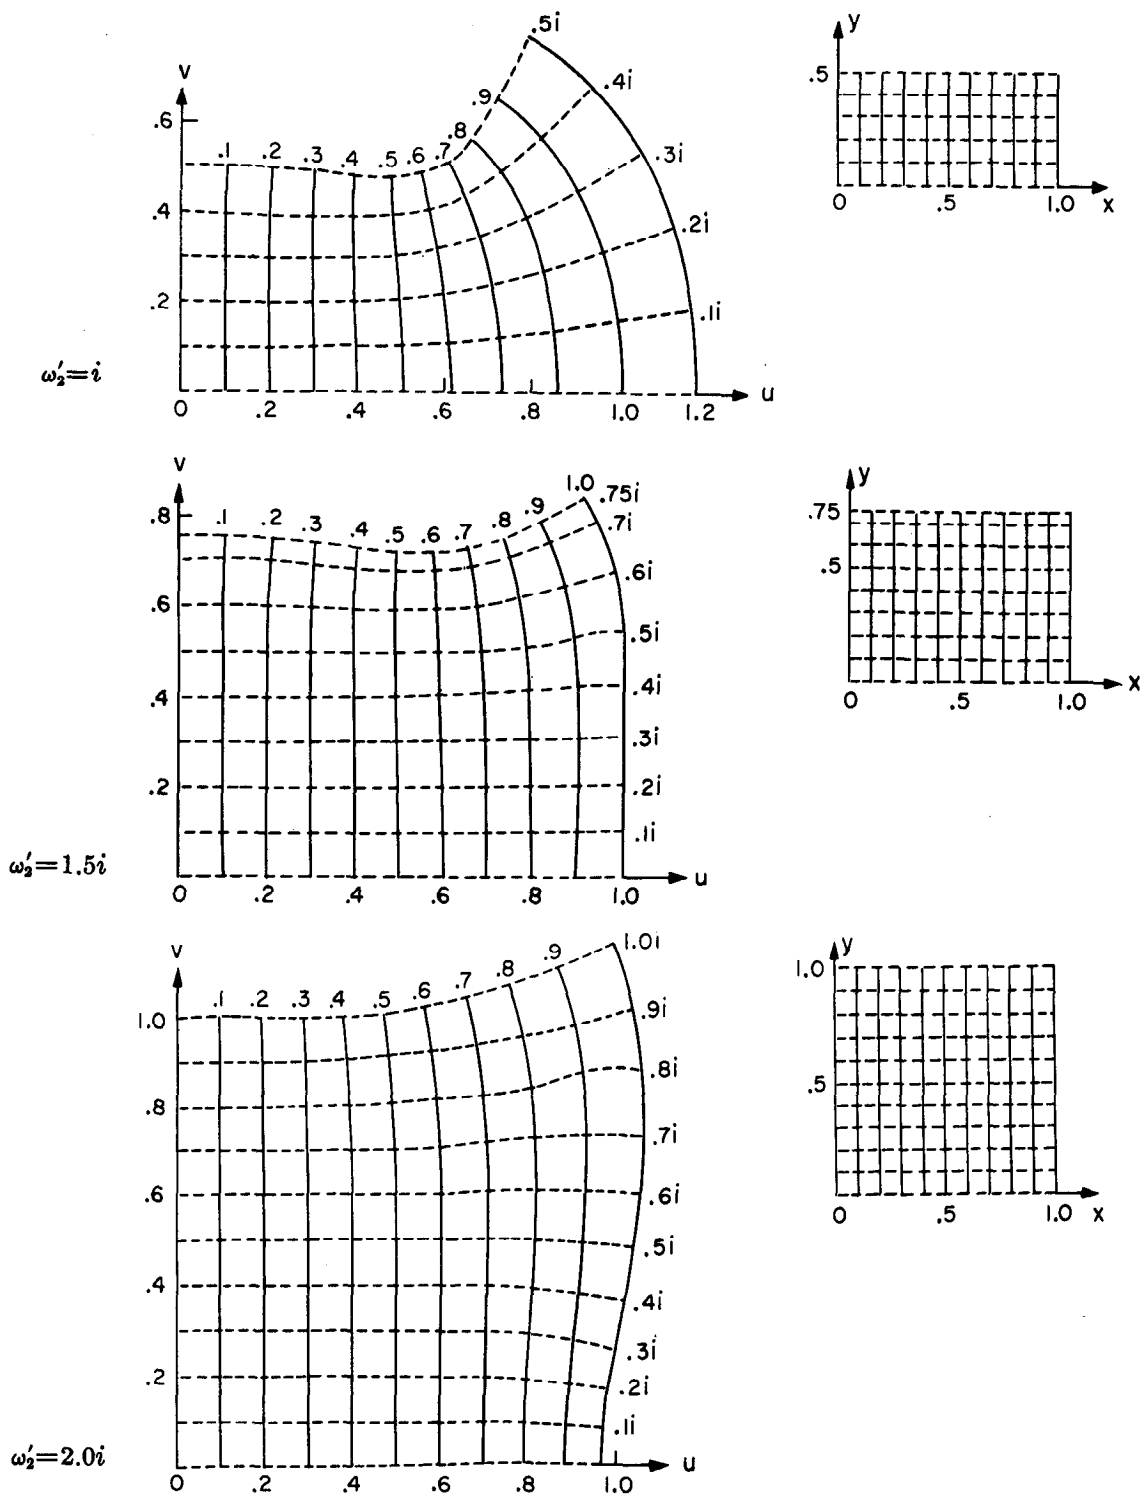 .5i
v
.9
.4i
.6
.8
.1 .2 .3 .4 .5 .6 .7
.3i
.4
.2i
.2
.1i
ω₂′=i
0 .2 .4 .6 .8 1.0 1.2 u
y
.5
0 .5 1.0 x
v
1.0 .75i
.8 .1 .2 .3 .4 .5 .6 .7 .8 .9 .7i
.6i
.6
.5i
.4 .4i
.3i
.2 .2i
.1i
ω₂′=1.5i
0 .2 .4 .6 .8 1.0 u
y
.75
.5
0 .5 1.0 x
v
1.0i
1.0 .1 .2 .3 .4 .5 .6 .7 .8 .9
.9i
.8 .8i
.7i
.6 .6i
.5i
.4 .4i
.3i
.2 .2i
.1i
ω₂′=2.0i
0 .2 .4 .6 .8 1.0 u
y
1.0
.5
0 .5 1.0 x